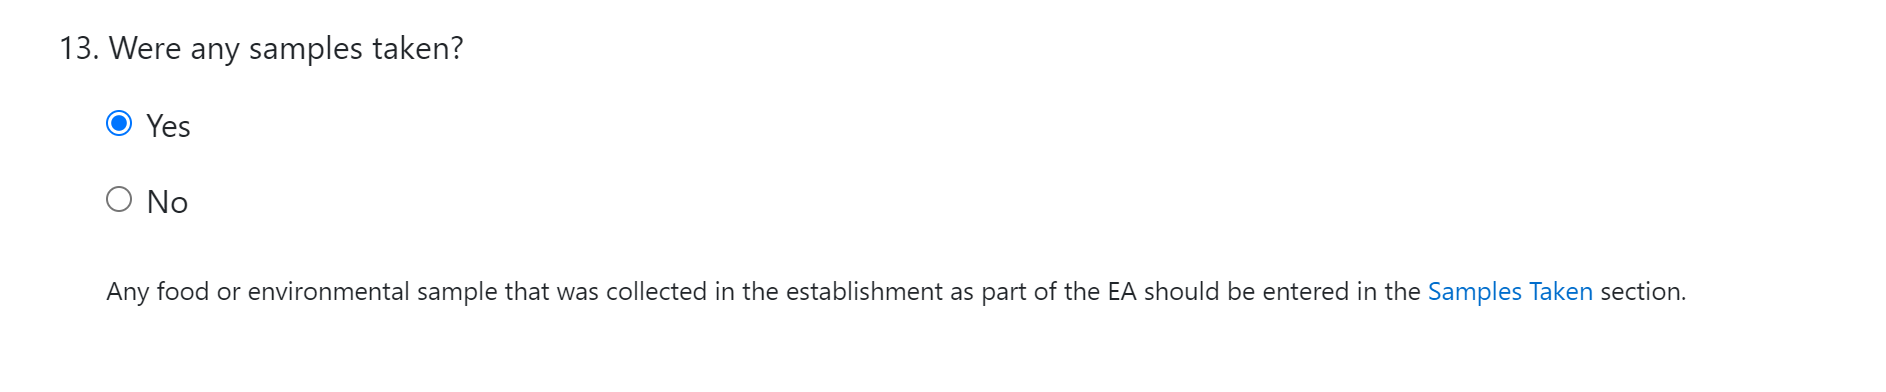 13. Were any samples taken?
Yes
No
Any food or environmental sample that was collected in the establishment as part of the EA should be entered in the Samples Taken section.